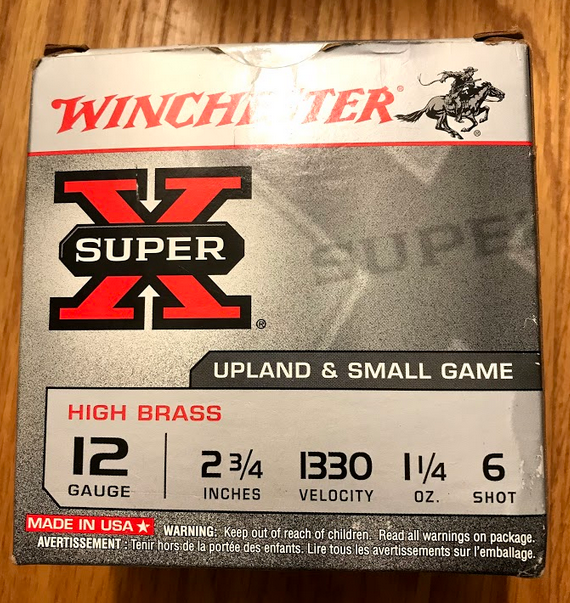 WINCHESTER®
®
X
SUPER
®
SUPE
UPLAND & SMALL GAME
HIGH BRASS
12 2 3/4 1330 1 1/4 6
GAUGE INCHES VELOCITY OZ. SHOT
MADE IN USA★ WARNING: Keep out of reach of children. Read all warnings on package.
AVERTISSEMENT : Tenir hors de la portée des enfants. Lire tous les avertissements sur l'emballage.